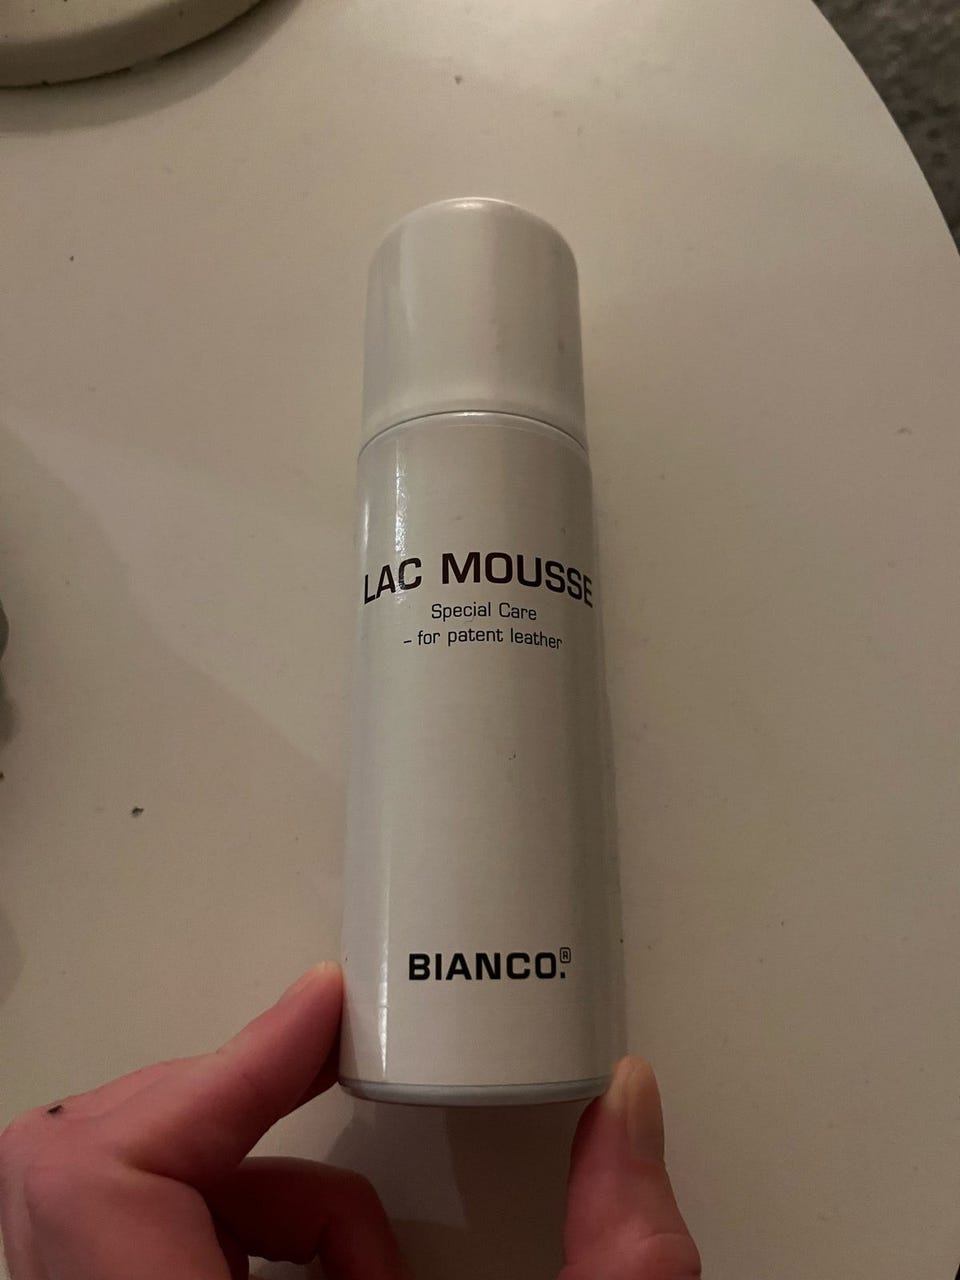 LAC MOUSSE
Special Care
– for patent leather
BIANCO.®